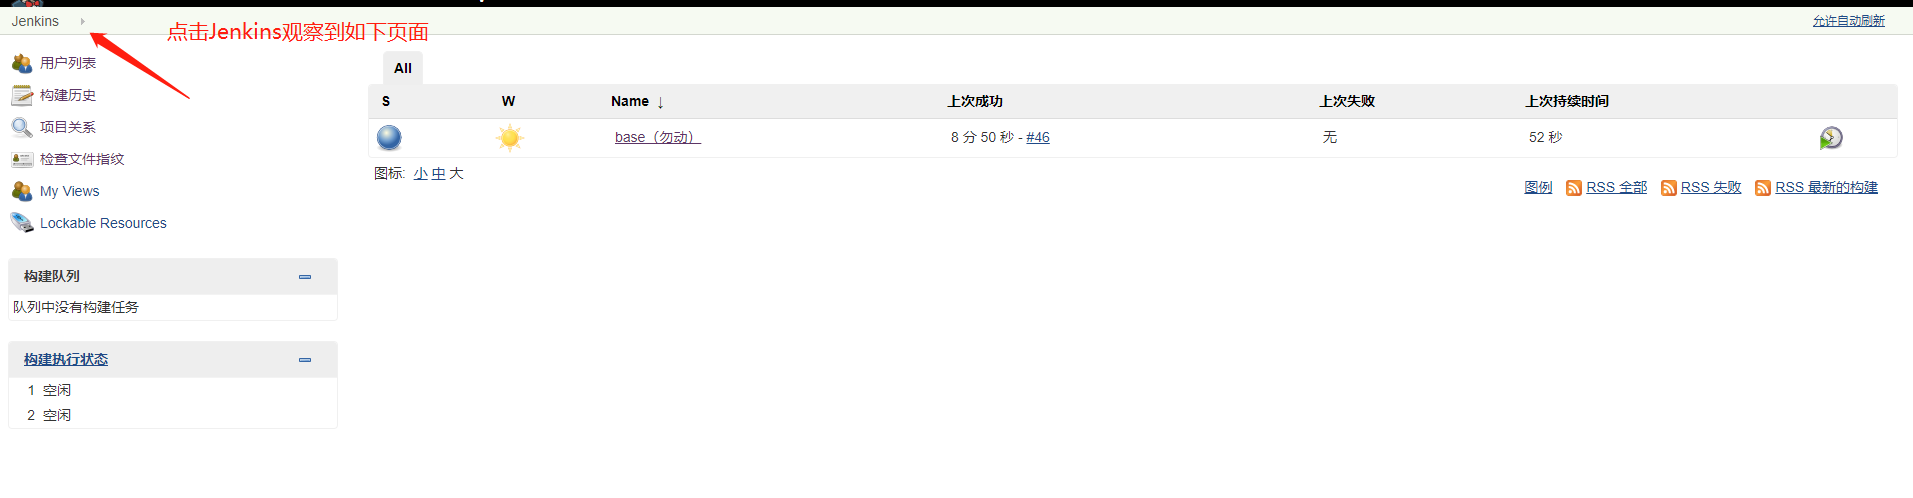 Jenkins
点击Jenkins观察到如下页面
允许自动刷新
用户列表
构建历史
项目关系
检查文件指纹
My Views
Lockable Resources
构建队列
队列中没有构建任务
构建执行状态
1 空闲
2 空闲
All
S W Name ↓ 上次成功 上次失败 上次持续时间
base（勿动） 8 分 50 秒 - #46 无 52 秒
图标: 小 中 大
图例 RSS 全部 RSS 失败 RSS 最新的构建